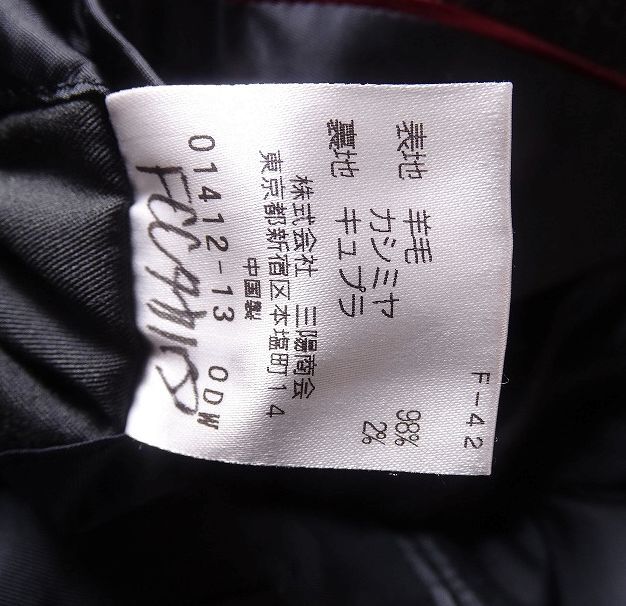 F-42
表地 羊毛 98%
カシミヤ 2%
裏地 キュプラ
株式会社 三陽商会
東京都新宿区本塩町14
中国製
01412-13 ODW